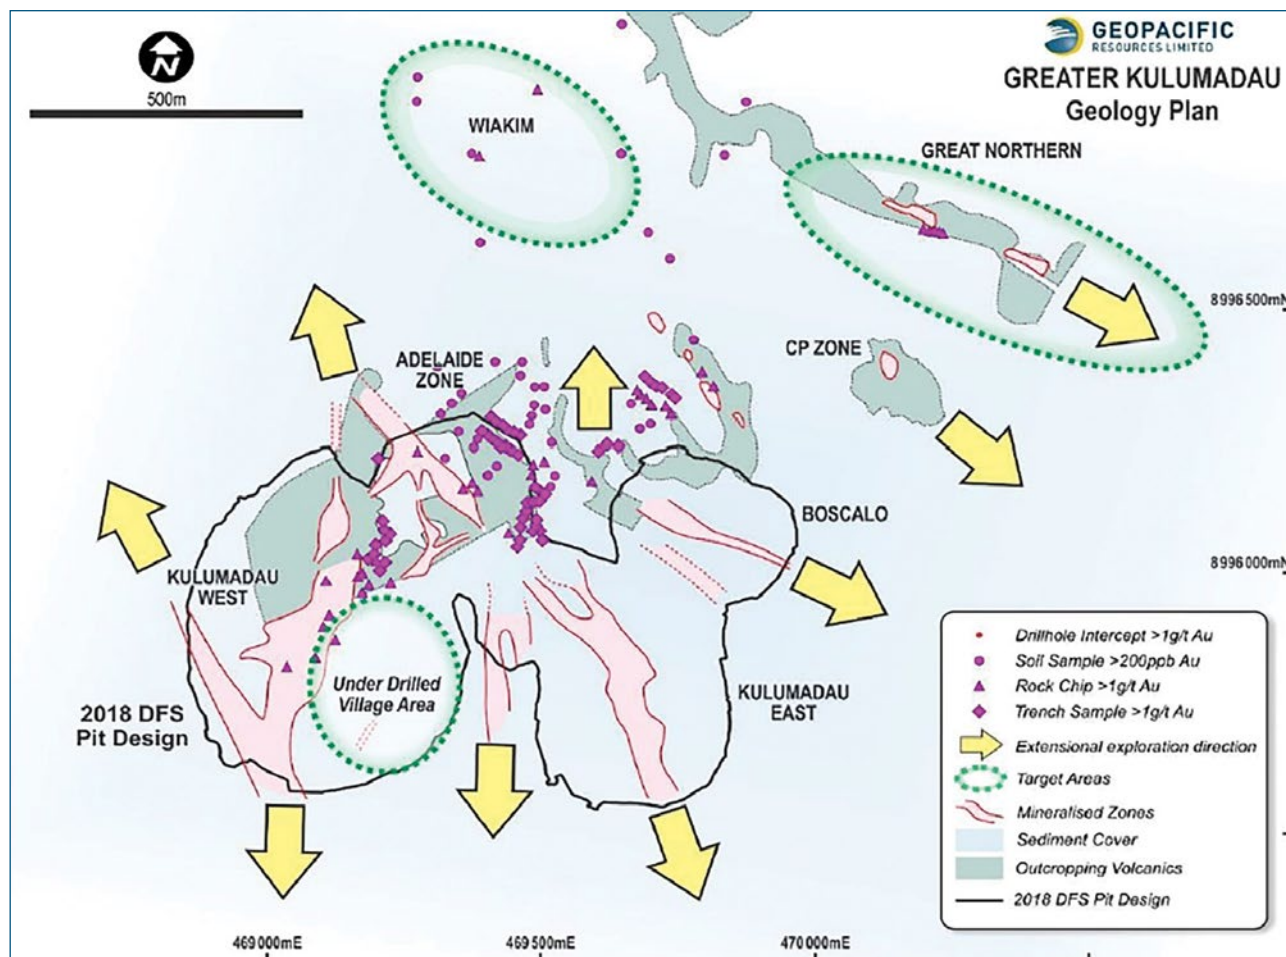 GEOPACIFIC
RESOURCES LIMITED
GREATER KULUMADAU
Geology Plan
N
500m
WIAKIM
GREAT NORTHERN
8996500mN
ADELAIDE
ZONE
CP ZONE
BOSCALO
8996000mN
KULUMADAU
WEST
Under Drilled
Village Area
KULUMADAU
EAST
2018 DFS
Pit Design
Drillhole Intercept >1g/t Au
Soil Sample >200ppb Au
Rock Chip >1g/t Au
Trench Sample >1g/t Au
Extensional exploration direction
Target Areas
Mineralised Zones
Sediment Cover
Outcropping Volcanics
2018 DFS Pit Design
469000mE
469500mE
470000mE